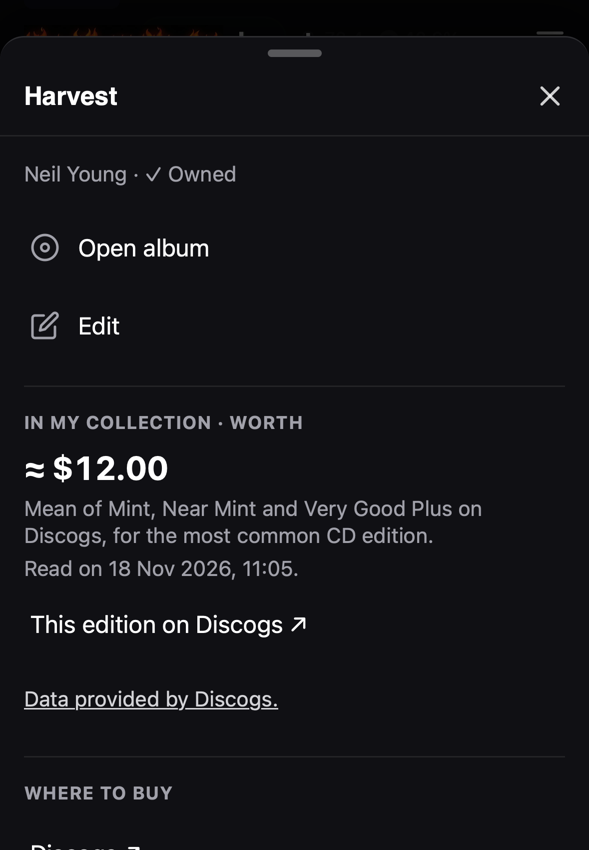 Harvest
Neil Young · ✓ Owned
Open album
Edit
IN MY COLLECTION · WORTH
≈ $12.00
Mean of Mint, Near Mint and Very Good Plus on
Discogs, for the most common CD edition.
Read on 18 Nov 2026, 11:05.
This edition on Discogs ↗
Data provided by Discogs.
WHERE TO BUY
Discogs ↗